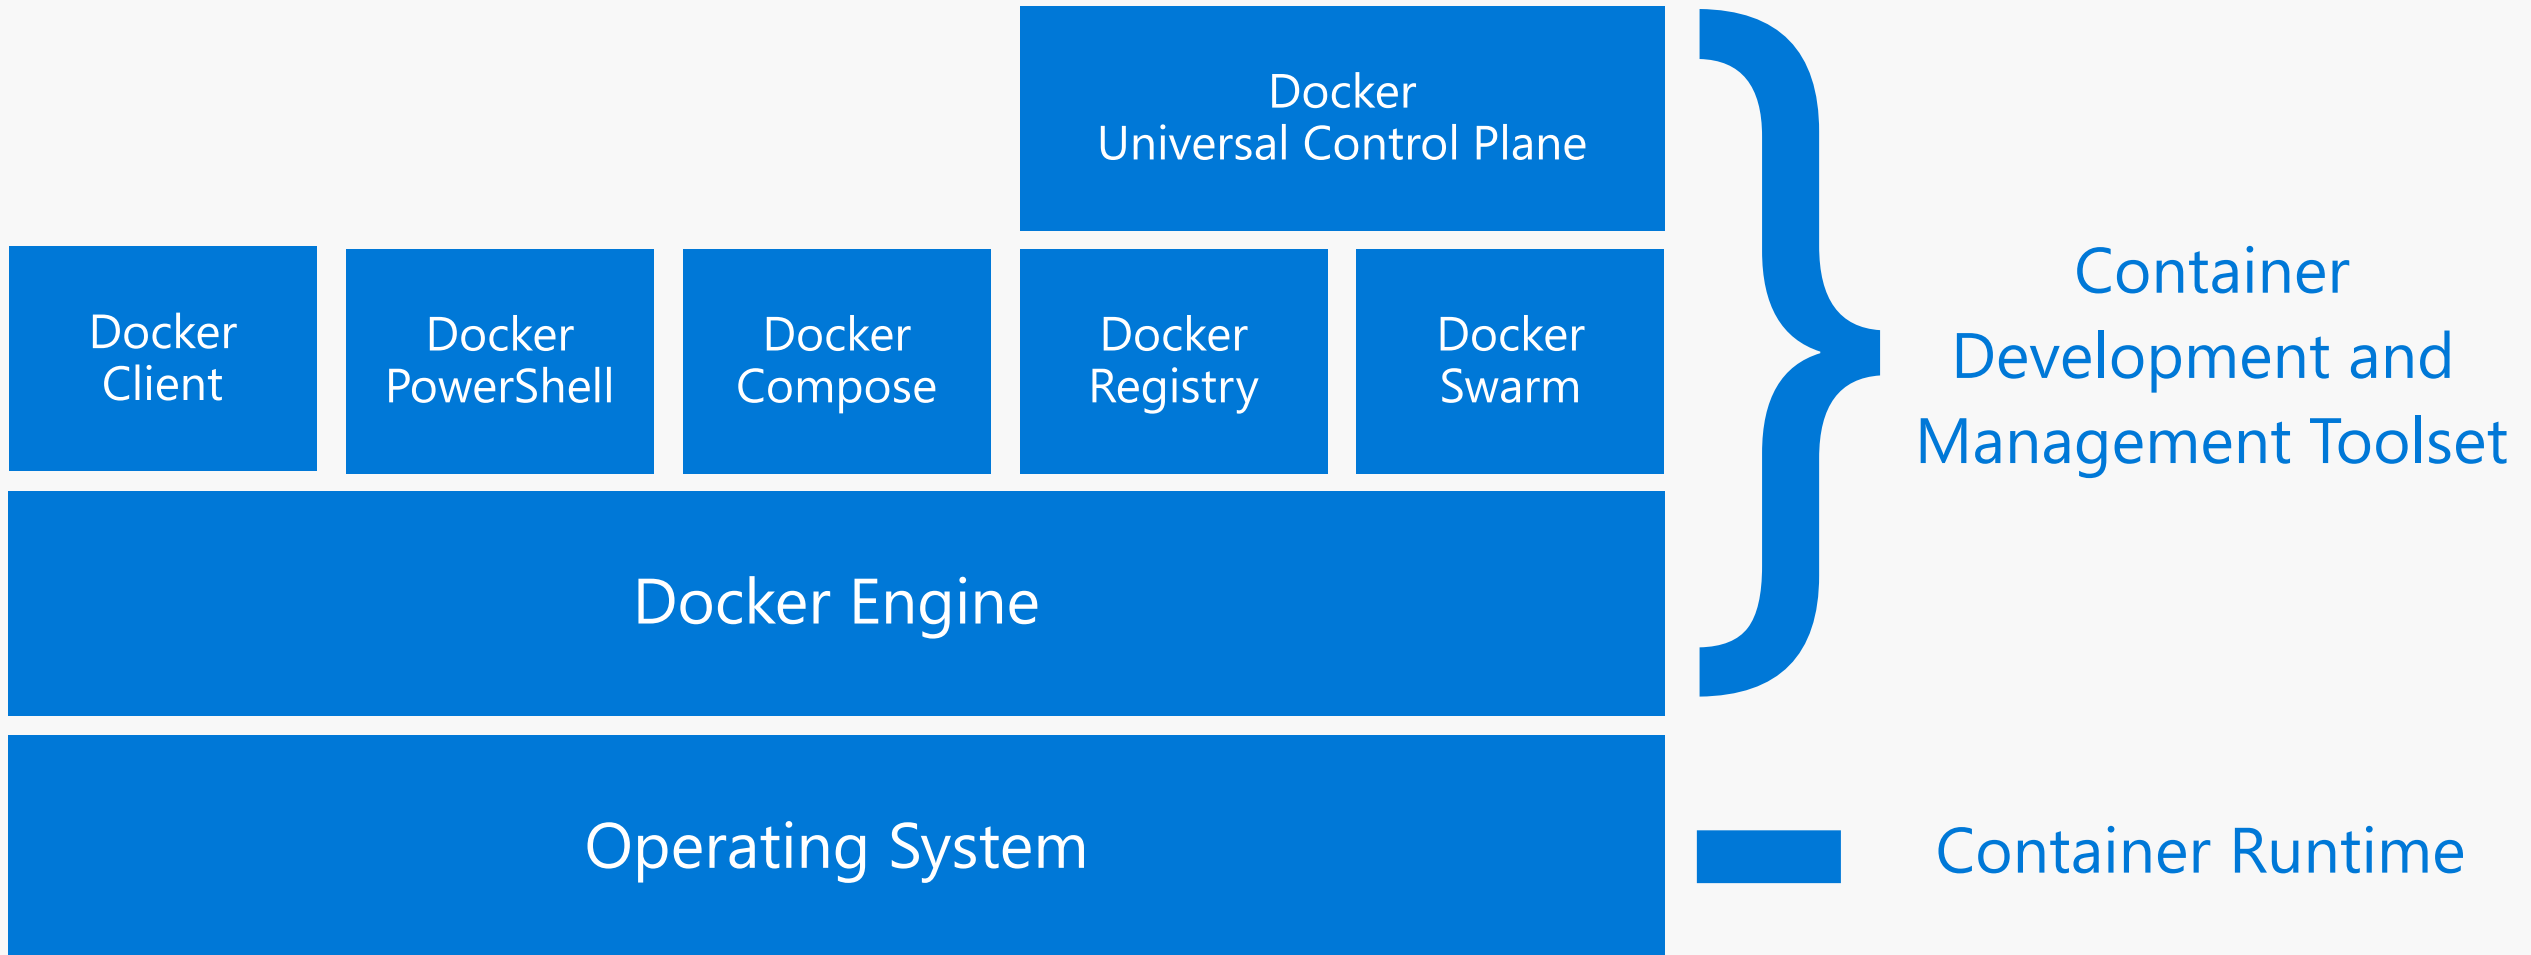 Docker
Universal Control Plane
Docker
Client
Docker
PowerShell
Docker
Compose
Docker
Registry
Docker
Swarm
Docker Engine
Operating System
Container
Development and
Management Toolset
Container Runtime